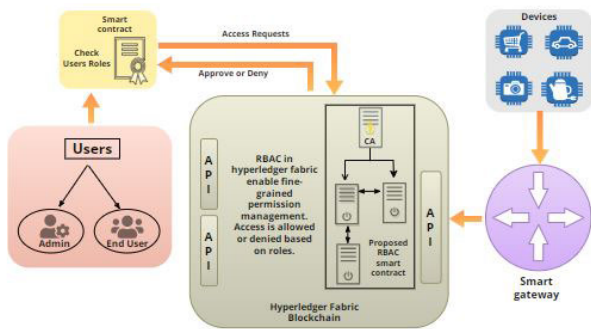 Smart
contract
Check
Users Roles
Access Requests
Approve or Deny
Devices
Users
Admin
End User
A
P
I
A
P
I
RBAC in
hyperledger fabric
enable fine-
grained
permission
management.
Access is allowed
or denied based
on roles.
CA
Proposed
RBAC
smart
contract
A
P
I
Hyperledger Fabric
Blockchain
Smart
gateway